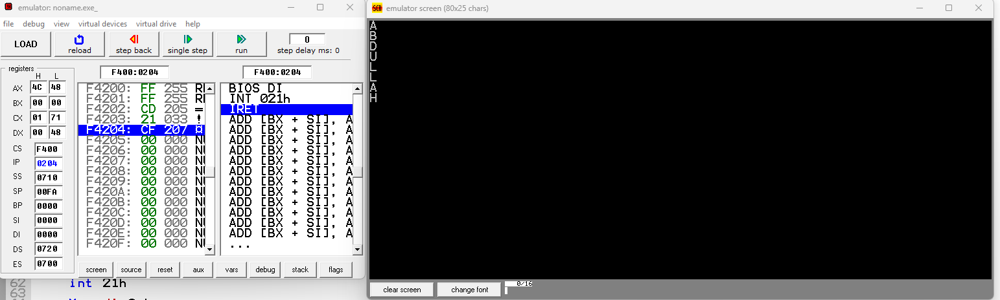 emulator: noname.exe_
file debug view virtual devices virtual drive help
LOAD
reload
step back
single step
run
0
step delay ms: 0
registers
H L
AX 4C 48
BX 00 00
CX 01 71
DX 00 48
CS F400
IP 0204
SS 0710
SP 00FA
BP 0000
SI 0000
DI 0000
DS 0720
ES 0700
F400:0204
F4200: FF 255
F4201: FF 255
F4202: CD 205 =
F4203: 21 033 !
F4204: CF 207 ¤
F4205: 00 000
F4206: 00 000
F4207: 00 000
F4208: 00 000
F4209: 00 000
F420A: 00 000
F420B: 00 000
F420C: 00 000
F420D: 00 000
F420E: 00 000
F420F: 00 000
F400:0204
BIOS DI
INT 021h
IRET
ADD [BX + SI], A
ADD [BX + SI], A
ADD [BX + SI], A
ADD [BX + SI], A
ADD [BX + SI], A
ADD [BX + SI], A
ADD [BX + SI], A
ADD [BX + SI], A
ADD [BX + SI], A
ADD [BX + SI], A
ADD [BX + SI], A
ADD [BX + SI], A
...
screen source reset aux vars debug stack flags
62 int 21h
63
emulator screen (80x25 chars)
A
B
D
U
L
L
A
H
clear screen
change font
0/16